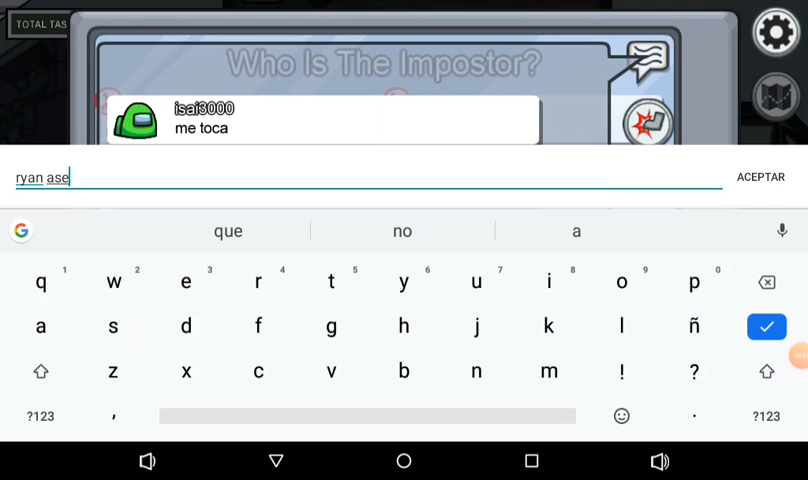 TOTAL TAS
Who Is The Impostor?
isai3000
me toca
ryan ase
ACEPTAR
que no a
q 1 w 2 e 3 r 4 t 5 y 6 u 7 i 8 o 9 p 0
a s d f g h j k l ñ
z x c v b n m ! ?
?123 , . ?123